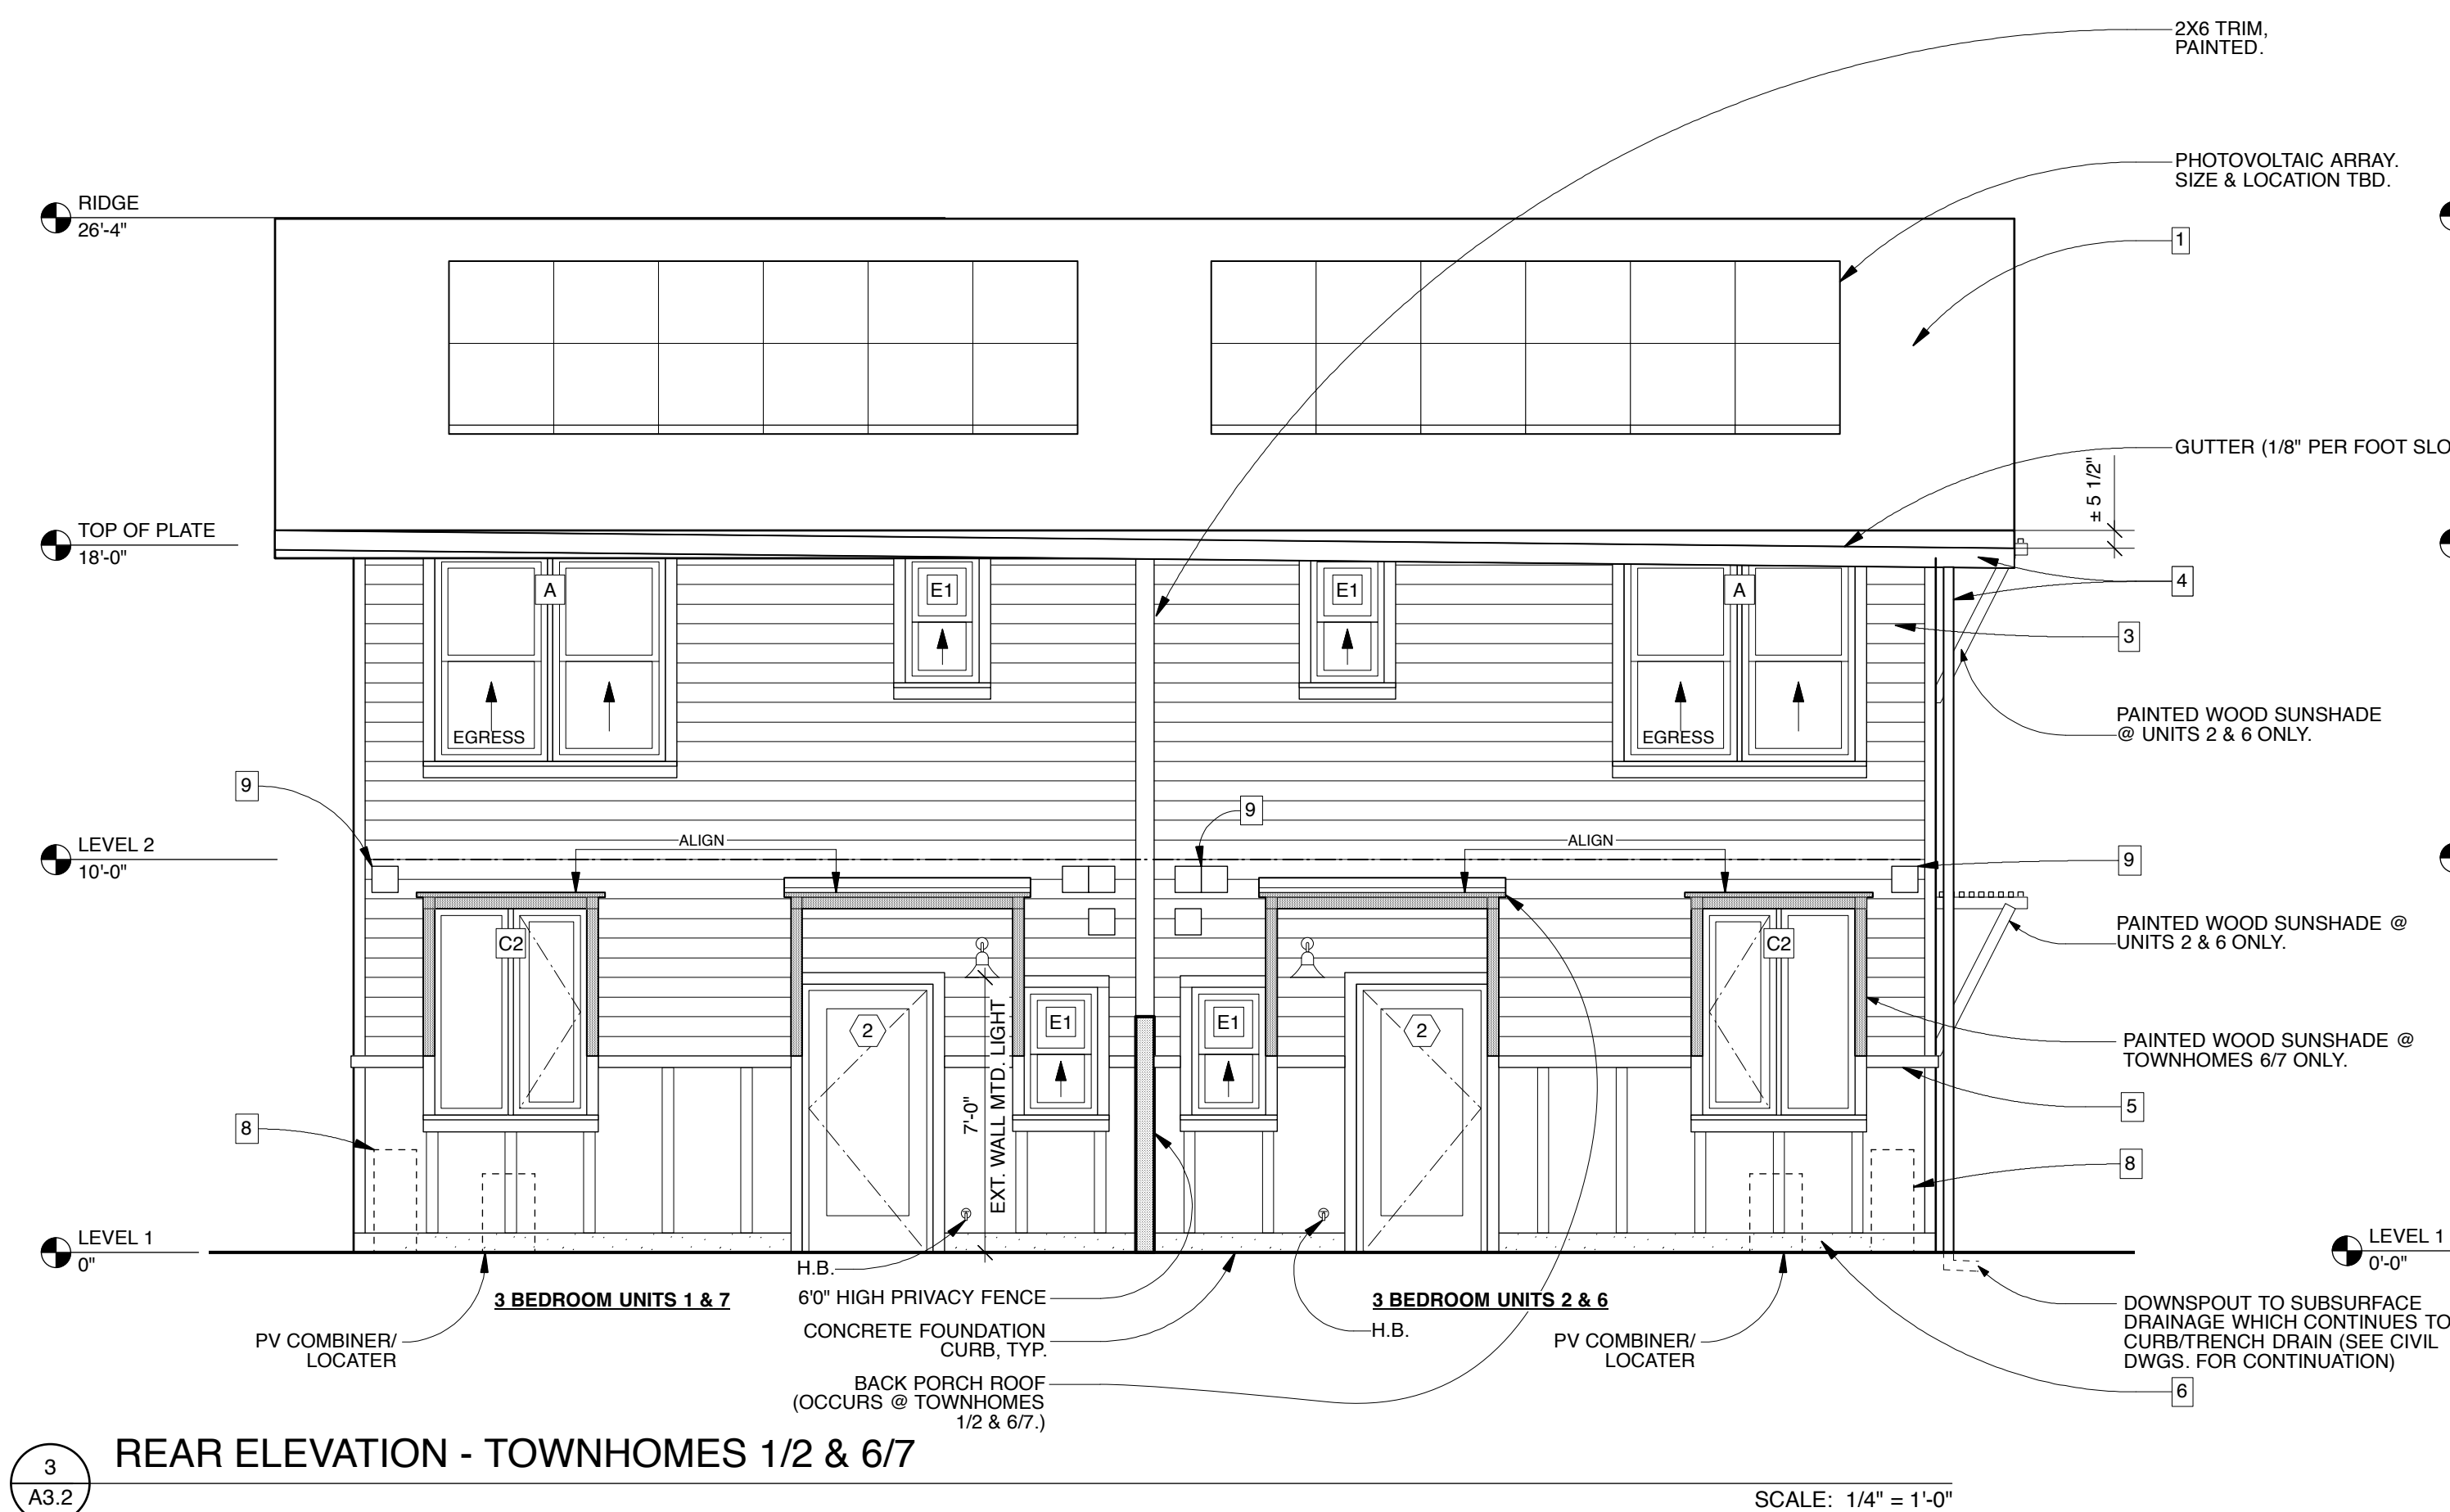 2X6 TRIM,
PAINTED.
PHOTOVOLTAIC ARRAY.
SIZE & LOCATION TBD.
RIDGE
26'-4"
1
GUTTER (1/8" PER FOOT SLO
± 5 1/2"
TOP OF PLATE
18'-0"
4
A
E1
E1
A
3
EGRESS
EGRESS
PAINTED WOOD SUNSHADE
@ UNITS 2 & 6 ONLY.
9
9
LEVEL 2
10'-0"
ALIGN
ALIGN
9
C2
C2
PAINTED WOOD SUNSHADE @
UNITS 2 & 6 ONLY.
2
E1
E1
2
7'-0"
EXT. WALL MTD. LIGHT
PAINTED WOOD SUNSHADE @
TOWNHOMES 6/7 ONLY.
5
8
8
LEVEL 1
0"
LEVEL 1
0'-0"
H.B.
3 BEDROOM UNITS 1 & 7
6'0" HIGH PRIVACY FENCE
3 BEDROOM UNITS 2 & 6
CONCRETE FOUNDATION
CURB, TYP.
H.B.
PV COMBINER/
LOCATER
PV COMBINER/
LOCATER
DOWNSPOUT TO SUBSURFACE
DRAINAGE WHICH CONTINUES TO
CURB/TRENCH DRAIN (SEE CIVIL
DWGS. FOR CONTINUATION)
BACK PORCH ROOF
(OCCURS @ TOWNHOMES
1/2 & 6/7.)
6
3
A3.2
REAR ELEVATION - TOWNHOMES 1/2 & 6/7
SCALE: 1/4" = 1'-0"